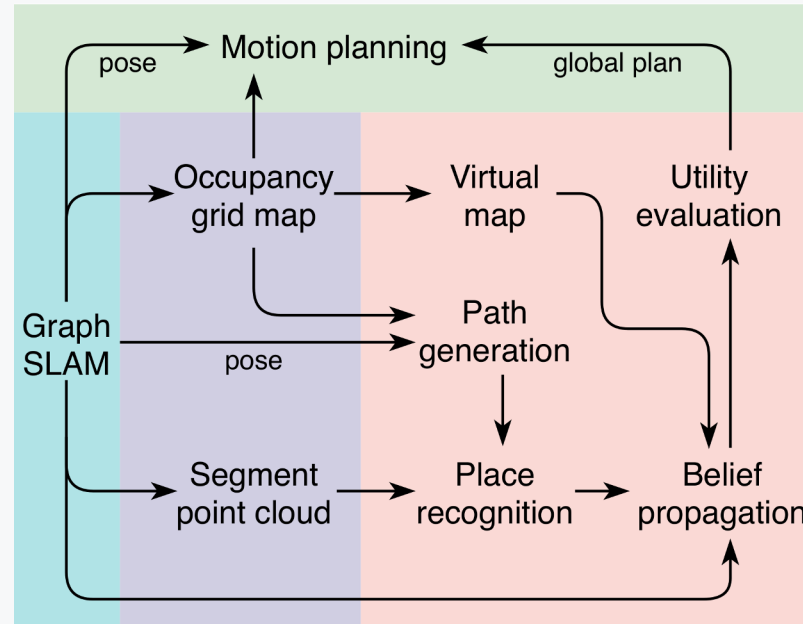 Motion planning
pose
global plan
Occupancy
grid map
Virtual
map
Utility
evaluation
Graph
SLAM
Path
generation
pose
Segment
point cloud
Place
recognition
Belief
propagation